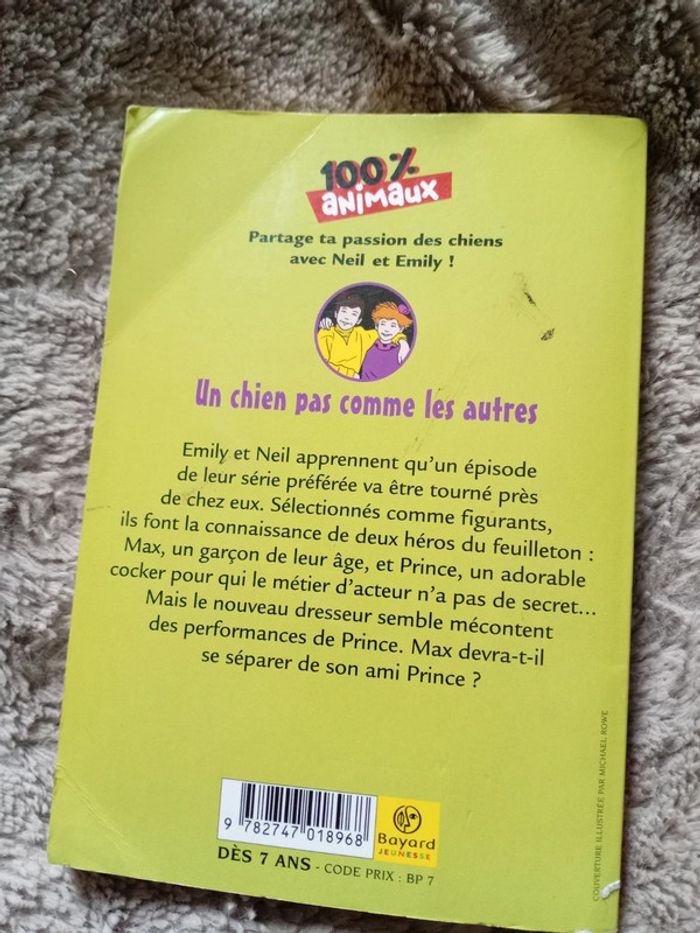 100%
animaux
Partage ta passion des chiens
avec Neil et Emily !
Un chien pas comme les autres
Emily et Neil apprennent qu'un épisode
de leur série préférée va être tourné près
de chez eux. Sélectionnés comme figurants,
ils font la connaissance de deux héros du feuilleton :
Max, un garçon de leur âge, et Prince, un adorable
cocker pour qui le métier d'acteur n'a pas de secret...
Mais le nouveau dresseur semble mécontent
des performances de Prince. Max devra-t-il
se séparer de son ami Prince ?
9 782747 018968
Bayard
JEUNESSE
DÈS 7 ANS - CODE PRIX : BP 7
COUVERTURE ILLUSTRÉE PAR MICHAEL ROWE